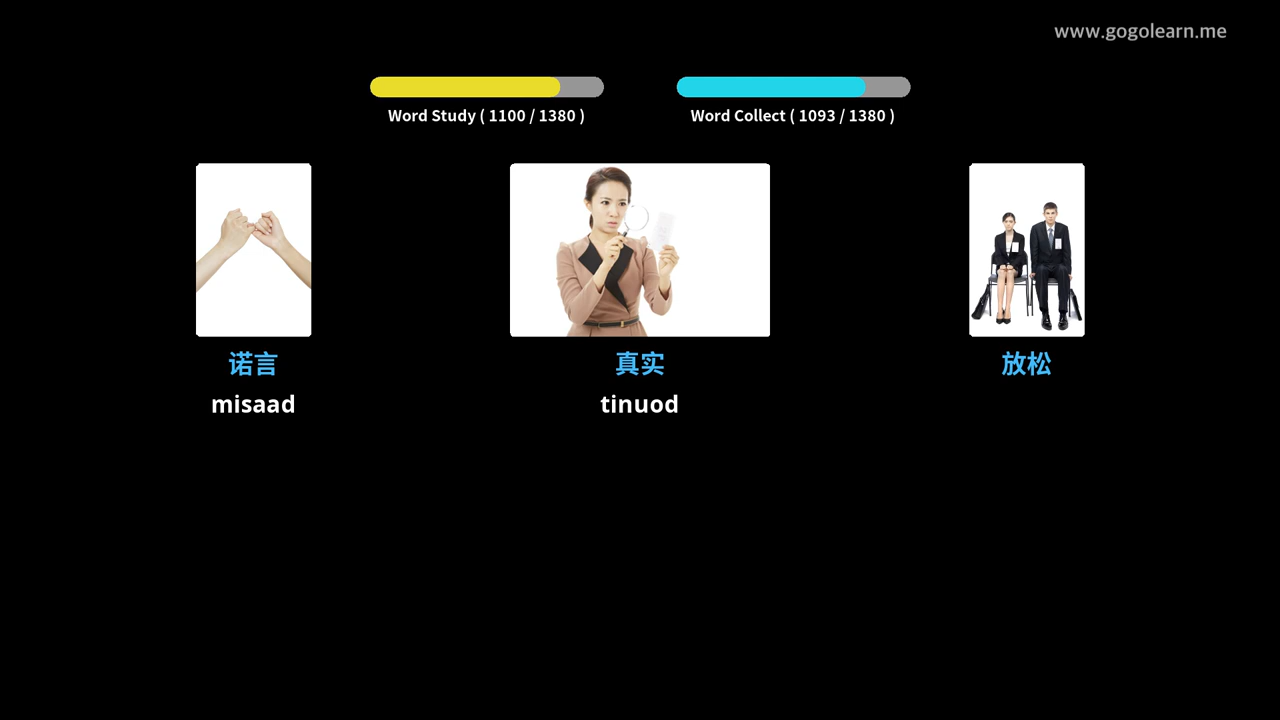 www.gogolearn.me
Word Study ( 1100 / 1380 )
Word Collect ( 1093 / 1380 )
诺言
真实
放松
misaad
tinuod